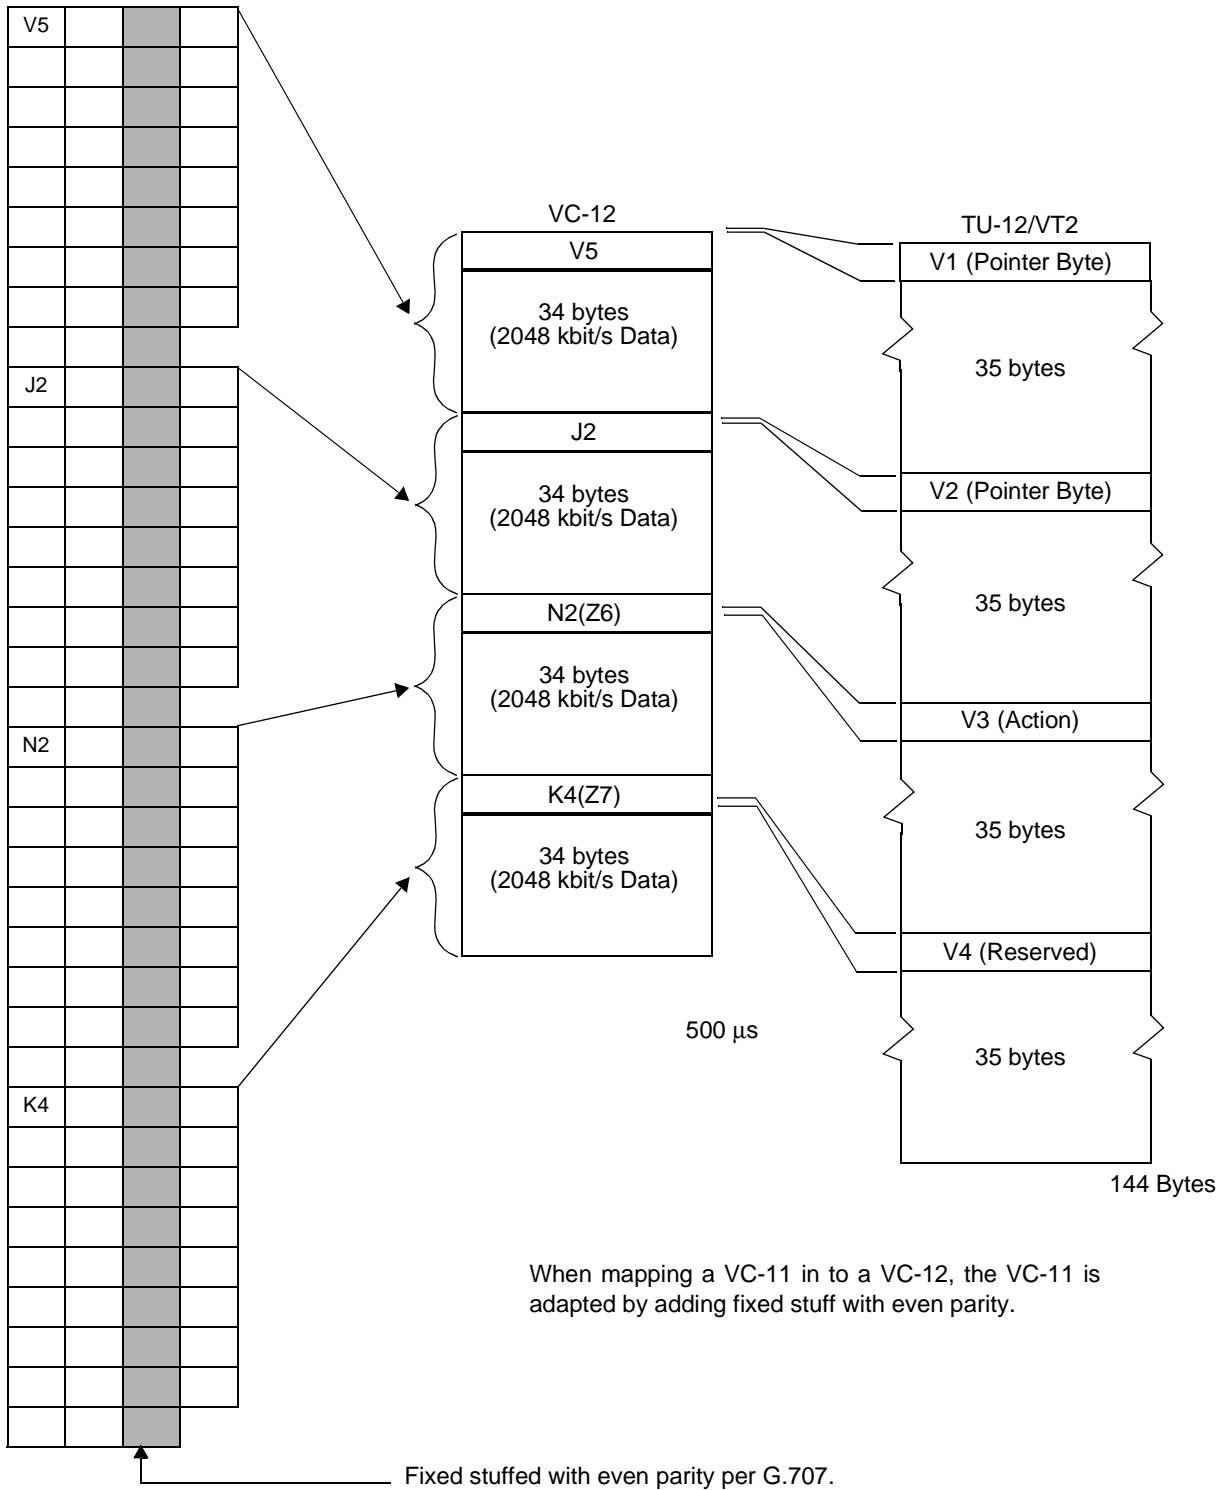 V5
J2
N2
K4
VC-12
V5
34 bytes
(2048 kbit/s Data)
J2
34 bytes
(2048 kbit/s Data)
N2(Z6)
34 bytes
(2048 kbit/s Data)
K4(Z7)
34 bytes
(2048 kbit/s Data)
500 µs
TU-12/VT2
V1 (Pointer Byte)
35 bytes
V2 (Pointer Byte)
35 bytes
V3 (Action)
35 bytes
V4 (Reserved)
35 bytes
144 Bytes
When mapping a VC-11 in to a VC-12, the VC-11 is
adapted by adding fixed stuff with even parity.
Fixed stuffed with even parity per G.707.